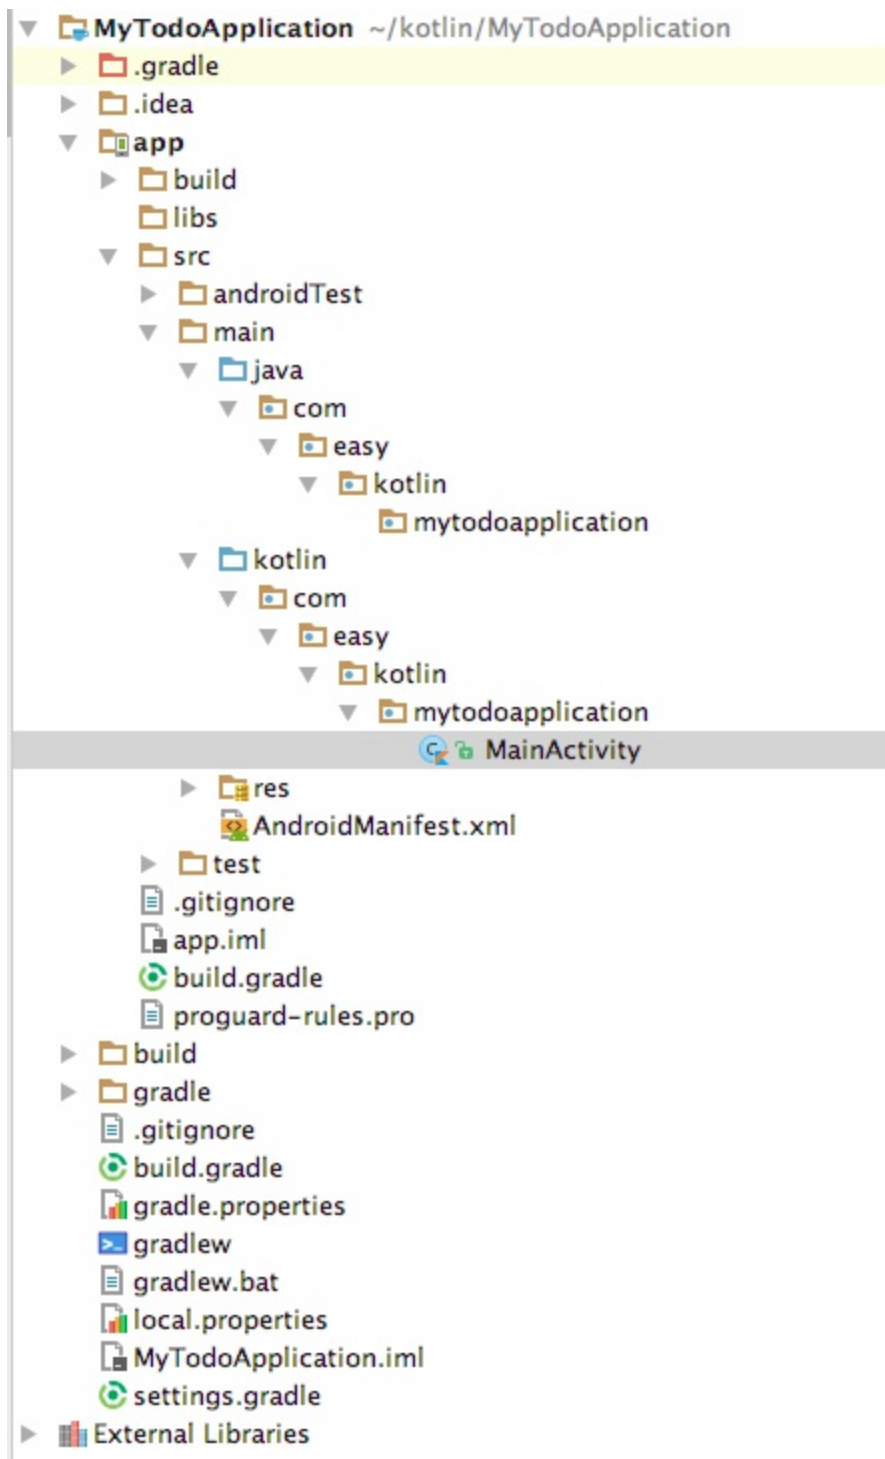 MyTodoApplication ~/kotlin/MyTodoApplication
.gradle
.idea
app
build
libs
src
androidTest
main
java
com
easy
kotlin
mytodoapplication
kotlin
com
easy
kotlin
mytodoapplication
MainActivity
res
AndroidManifest.xml
test
.gitignore
app.iml
build.gradle
proguard-rules.pro
build
gradle
.gitignore
build.gradle
gradle.properties
gradlew
gradlew.bat
local.properties
MyTodoApplication.iml
settings.gradle
External Libraries